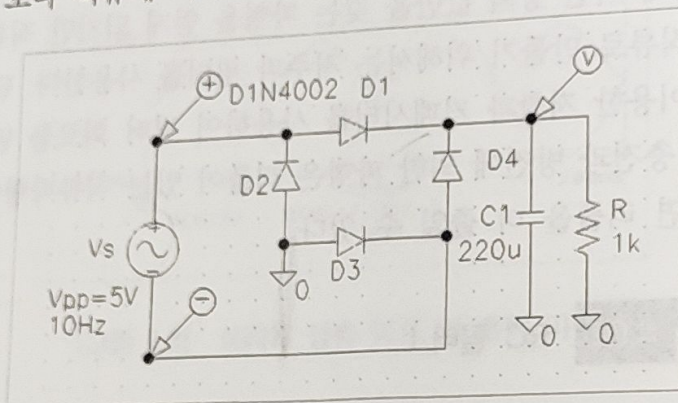 +
V
D1N4002 D1
D2
D4
Vs
+
-
C1
220u
R
1k
D3
0
Vpp=5V
10Hz
-
0
0